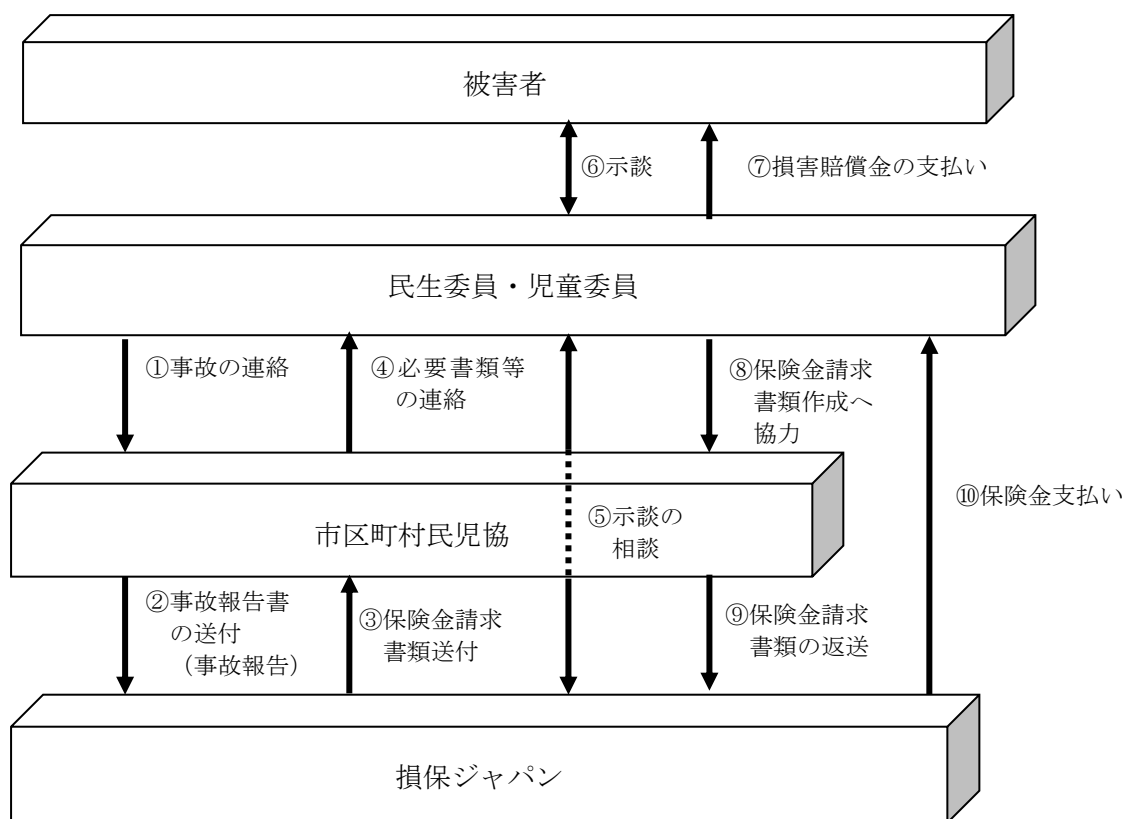 被害者
⑥示談
⑦損害賠償金の支払い
民生委員・児童委員
①事故の連絡
④必要書類等
の連絡
⑧保険金請求
書類作成へ
協力
市区町村民児協
⑤示談の
相談
⑩保険金支払い
②事故報告書
の送付
（事故報告）
③保険金請求
書類送付
⑨保険金請求
書類の返送
損保ジャパン